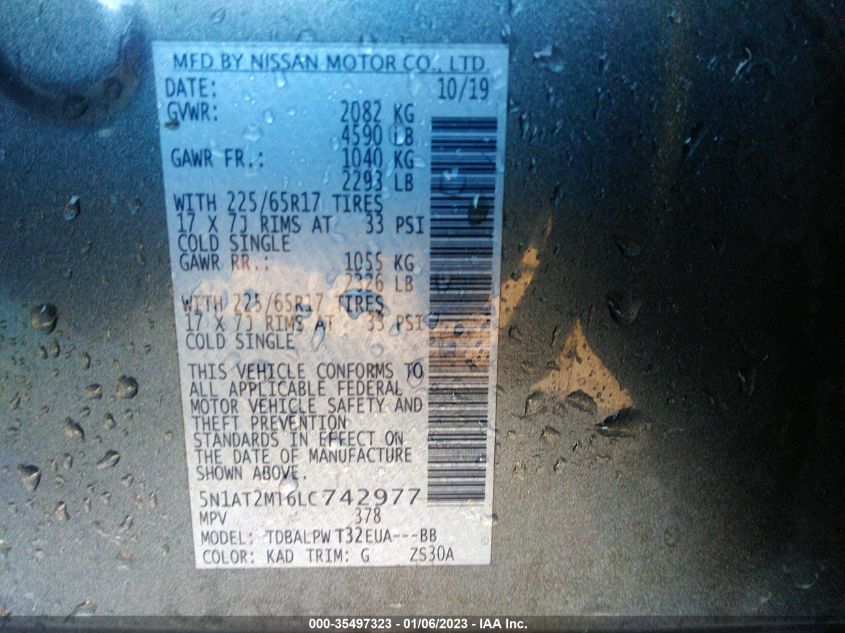 MFD BY NISSAN MOTOR CO., LTD.
DATE: 10/19
GVWR: 2082 KG
4590 LB
GAWR FR.: 1040 KG
2293 LB
WITH 225/65R17 TIRES
17 X 7J RIMS AT 33 PSI
COLD SINGLE
GAWR RR.: 1055 KG
2326 LB
WITH 225/65R17 TIRES
17 X 7J RIMS AT 33 PSI
COLD SINGLE
THIS VEHICLE CONFORMS TO
ALL APPLICABLE FEDERAL
MOTOR VEHICLE SAFETY AND
THEFT PREVENTION
STANDARDS IN EFFECT ON
THE DATE OF MANUFACTURE
SHOWN ABOVE.
5N1AT2MT6LC742977
MPV 378
MODEL: TDBALPW T32EUA---BB
COLOR: KAD TRIM: G ZS30A
000-35497323 - 01/06/2023 - IAA Inc.